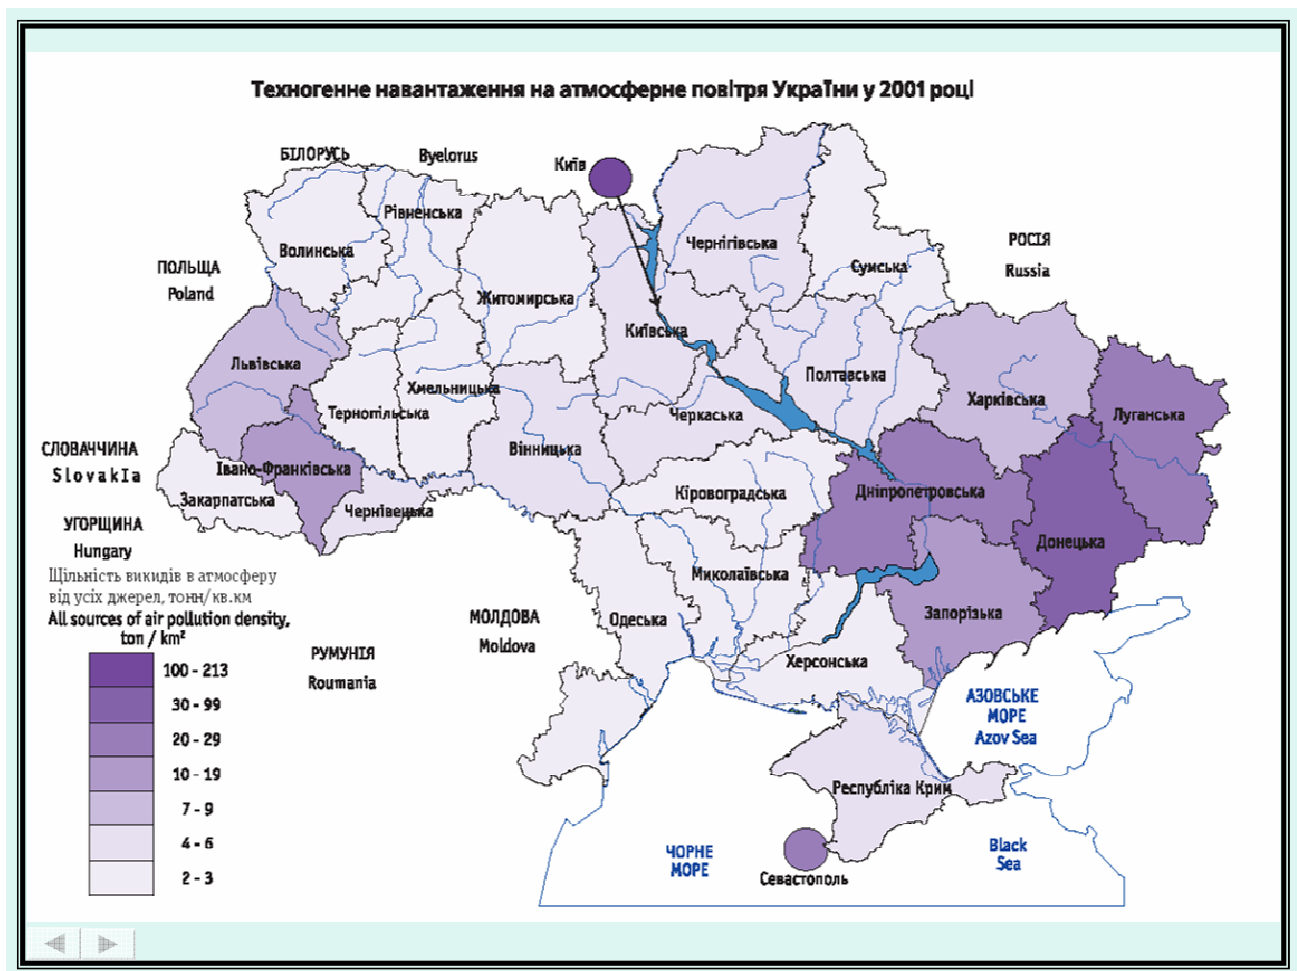 Техногенне навантаження на атмосферне повітря України у 2001 році
БІЛОРУСЬ
Byelorus
Київ
Рівненська
Волинська
Чернігівська
РОСІЯ
Russia
Сумська
ПОЛЬЩА
Poland
Житомирська
Київська
Львівська
Полтавська
Хмельницька
Харківська
Тернопільська
Черкаська
Луганська
СЛОВАЧЧИНА
SlovakIa
Вінницька
Івано-Франківська
Закарпатська
Чернівецька
Кіровоградська
Дніпропетровська
УГОРЩИНА
Hungary
Донецька
Щільність викидів в атмосферу
від усіх джерел, тонн/кв.км
All sources of air pollution density,
ton / km²
Миколаївська
МОЛДОВА
Moldova
Одеська
Запорізька
РУМУНІЯ
Roumania
Херсонська
100 - 213
30 - 99
20 - 29
10 - 19
7 - 9
4 - 6
2 - 3
АЗОВСЬКЕ
МОРЕ
Azov Sea
Республіка Крим
ЧОРНЕ
МОРЕ
Black
Sea
Севастополь